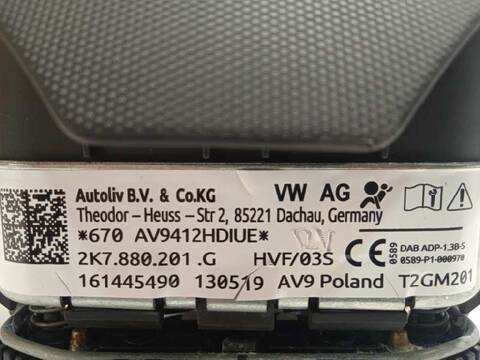 Autoliv B.V. & Co.KG VW AG
Theodor-Heuss-Str 2, 85221 Dachau, Germany
*670 AV9412HDIUE*
2K7.880.201 .G HVF/03S CE 0589 DAB ADP-1.3B-S
0589-P1-000970
161445490 130519 AV9 Poland T2GM201